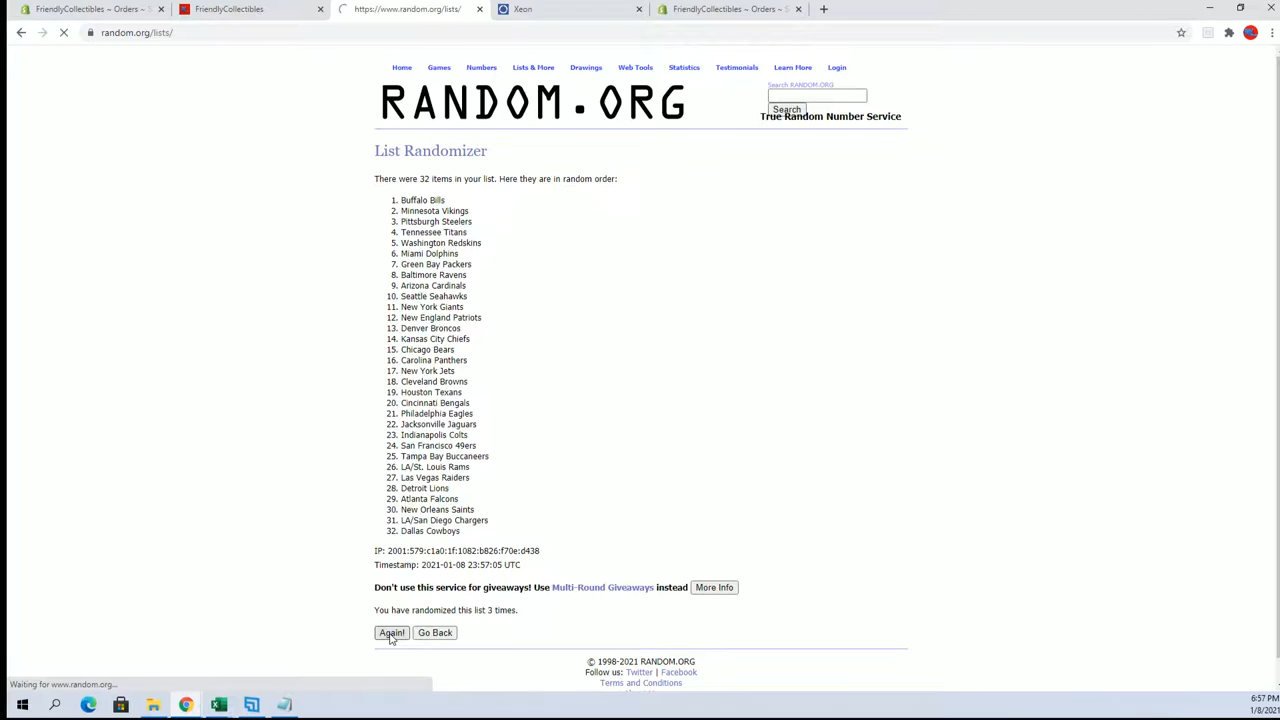 FriendlyCollectibles ~ Orders ~ S
FriendlyCollectibles
https://www.random.org/lists/
Xeon
FriendlyCollectibles ~ Orders ~ S
random.org/lists/
Home Games Numbers Lists & More Drawings Web Tools Statistics Testimonials Learn More Login
Search RANDOM.ORG
RANDOM.ORG
Search
True Random Number Service
List Randomizer
There were 32 items in your list. Here they are in random order:
1. Buffalo Bills
2. Minnesota Vikings
3. Pittsburgh Steelers
4. Tennessee Titans
5. Washington Redskins
6. Miami Dolphins
7. Green Bay Packers
8. Baltimore Ravens
9. Arizona Cardinals
10. Seattle Seahawks
11. New York Giants
12. New England Patriots
13. Denver Broncos
14. Kansas City Chiefs
15. Chicago Bears
16. Carolina Panthers
17. New York Jets
18. Cleveland Browns
19. Houston Texans
20. Cincinnati Bengals
21. Philadelphia Eagles
22. Jacksonville Jaguars
23. Indianapolis Colts
24. San Francisco 49ers
25. Tampa Bay Buccaneers
26. LA/St. Louis Rams
27. Las Vegas Raiders
28. Detroit Lions
29. Atlanta Falcons
30. New Orleans Saints
31. LA/San Diego Chargers
32. Dallas Cowboys
IP: 2001:579:c1a0:1f:1082:b826:f70e:d438
Timestamp: 2021-01-08 23:57:05 UTC
Don't use this service for giveaways! Use Multi-Round Giveaways instead More Info
You have randomized this list 3 times.
Again! Go Back
© 1998-2021 RANDOM.ORG
Follow us: Twitter | Facebook
Terms and Conditions
Waiting for www.random.org...
6:57 PM
1/8/2021